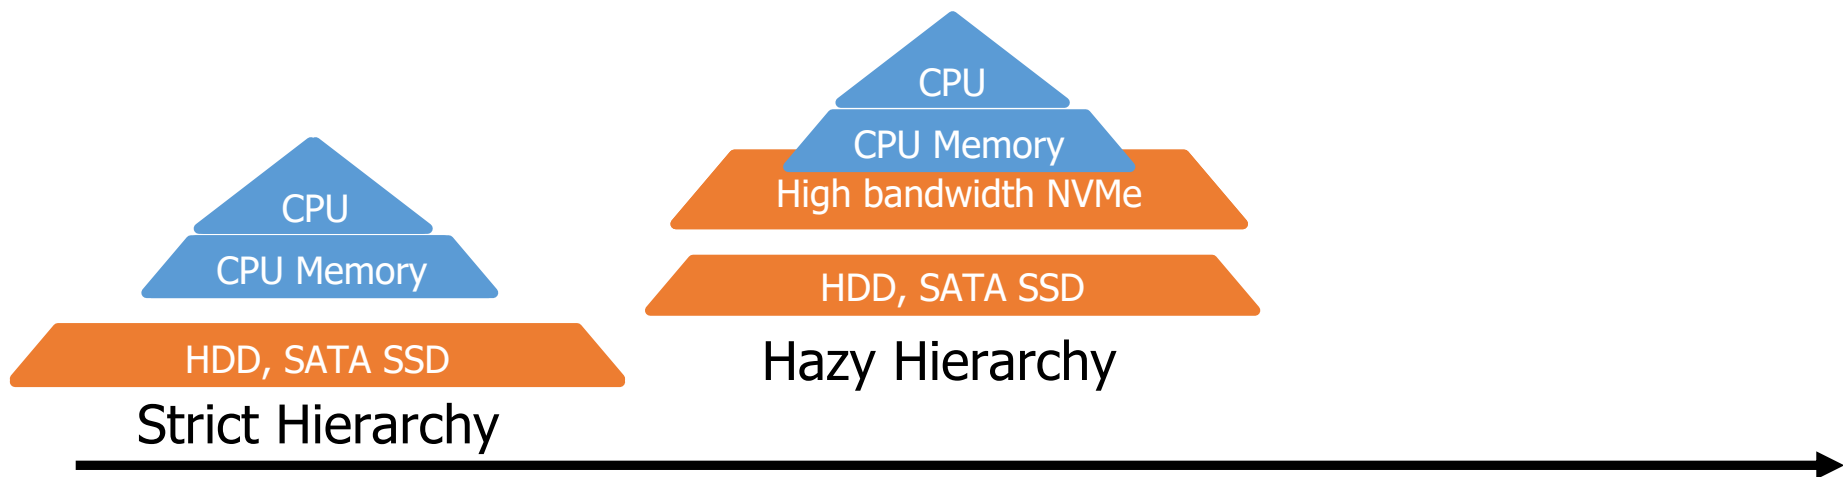 CPU
CPU Memory
HDD, SATA SSD
Strict Hierarchy
CPU
CPU Memory
High bandwidth NVMe
HDD, SATA SSD
Hazy Hierarchy